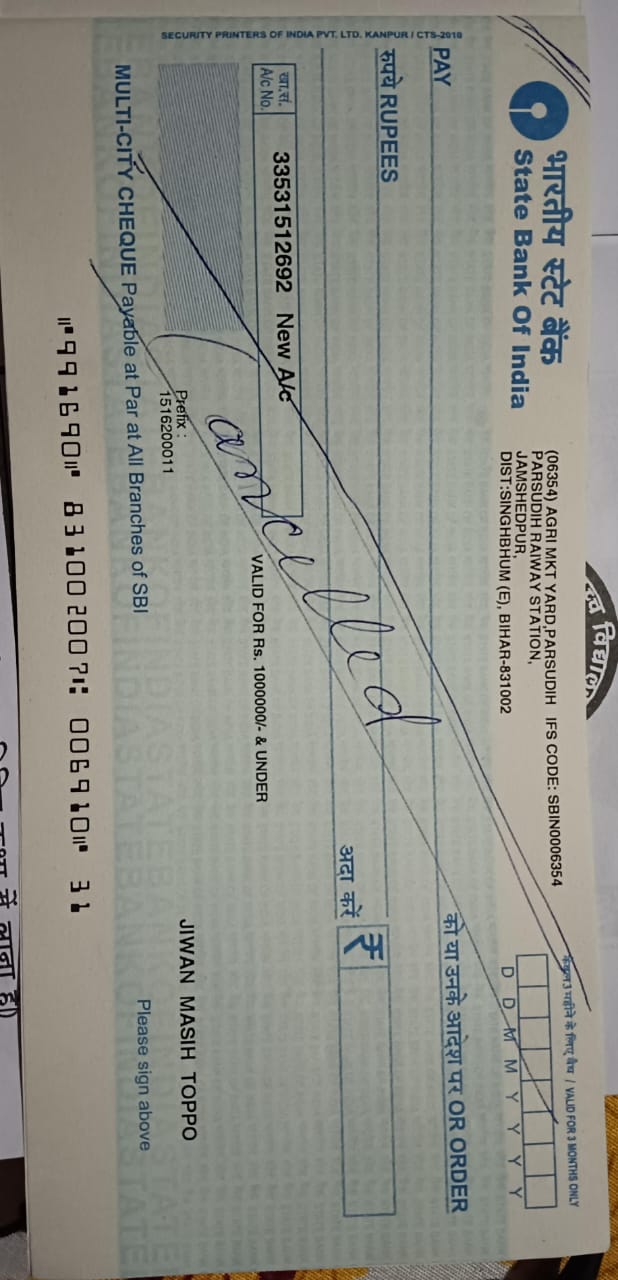 केवल 3 महीने के लिए वैध / VALID FOR 3 MONTHS ONLY
भारतीय स्टेट बैंक
State Bank Of India
(06354) AGRI MKT YARD,PARSUDIH IFS CODE: SBIN0006354
PARSUDIH RAIWAY STATION,
JAMSHEDPUR,
DIST:SINGHBHUM (E), BIHAR-831002
D D M M Y Y Y Y
PAY
को या उनके आदेश पर OR ORDER
रुपये RUPEES
अदा करें ₹
खा.सं.
A/c No.
33531512692 New A/c
Cancelled
VALID FOR Rs. 1000000/- & UNDER
Prefix :
1516200011
JIWAN MASIH TOPPO
MULTI-CITY CHEQUE Payable at Par at All Branches of SBI
Please sign above
⑈991690⑈ 831002007⑆ 006910⑈ 31
SECURITY PRINTERS OF INDIA PVT. LTD. KANPUR / CTS-2010